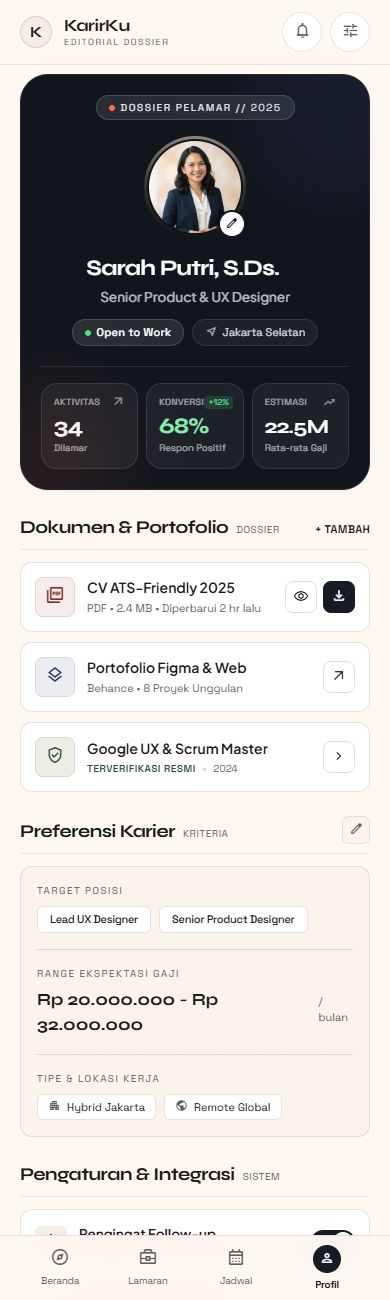 K
KarirKu
EDITORIAL DOSSIER
DOSSIER PELAMAR // 2025
Sarah Putri, S.Ds.
Senior Product & UX Designer
Open to Work
Jakarta Selatan
AKTIVITAS
34
Dilamar
KONVERSI +12%
68%
Respon Positif
ESTIMASI
22.5M
Rata-rata Gaji
Dokumen & Portofolio DOSSIER + TAMBAH
PDF
CV ATS-Friendly 2025
PDF • 2.4 MB • Diperbarui 2 hr lalu
Portofolio Figma & Web
Behance • 8 Proyek Unggulan
Google UX & Scrum Master
TERVERIFIKASI RESMI • 2024
Preferensi Karier KRITERIA
TARGET POSISI
Lead UX Designer
Senior Product Designer
RANGE EKSPEKTASI GAJI
Rp 20.000.000 - Rp
32.000.000
/
bulan
TIPE & LOKASI KERJA
Hybrid Jakarta
Remote Global
Pengaturan & Integrasi SISTEM
Pengingat Follow-up
Beranda
Lamaran
Jadwal
Profil